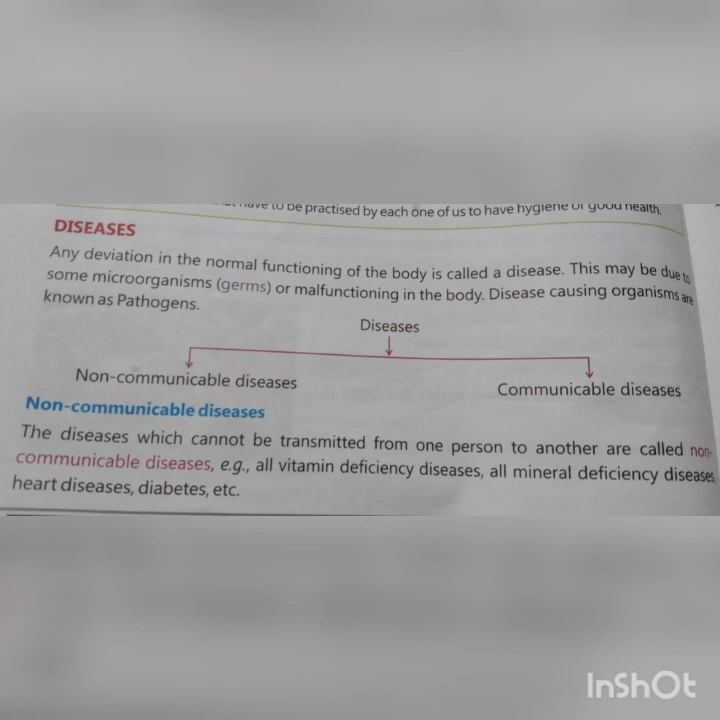 have to be practised by each one of us to have hygiene or good health.
DISEASES
Any deviation in the normal functioning of the body is called a disease. This may be due to
some microorganisms (germs) or malfunctioning in the body. Disease causing organisms are
known as Pathogens.
Diseases
Non-communicable diseases
Communicable diseases
Non-communicable diseases
The diseases which cannot be transmitted from one person to another are called non-
communicable diseases, e.g., all vitamin deficiency diseases, all mineral deficiency diseases,
heart diseases, diabetes, etc.
InShOt